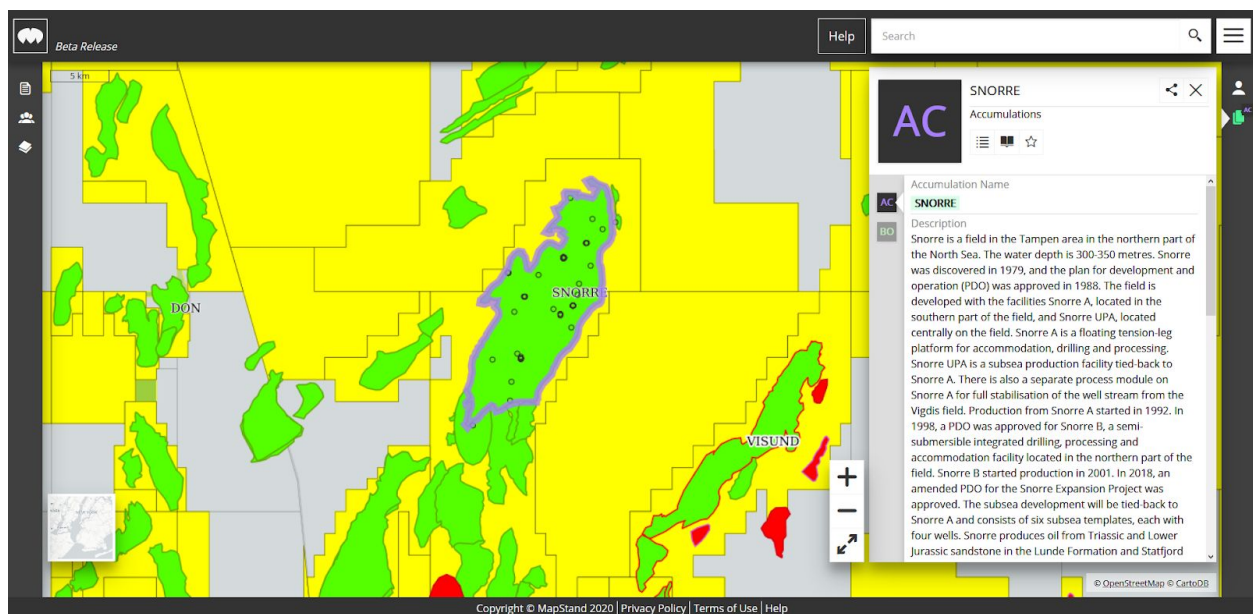 Beta Release
Help
Search
5 km
SNORRE
DON
VISUND
AC
SNORRE
Accumulations
AC
AC
BO
Accumulation Name
SNORRE
Description
Snorre is a field in the Tampen area in the northern part of
the North Sea. The water depth is 300-350 metres. Snorre
was discovered in 1979, and the plan for development and
operation (PDO) was approved in 1988. The field is
developed with the facilities Snorre A, located in the
southern part of the field, and Snorre UPA, located
centrally on the field. Snorre A is a floating tension-leg
platform for accommodation, drilling and processing.
Snorre UPA is a subsea production facility tied-back to
Snorre A. There is also a separate process module on
Snorre A for full stabilisation of the well stream from the
Vigdis field. Production from Snorre A started in 1992. In
1998, a PDO was approved for Snorre B, a semi-
submersible integrated drilling, processing and
accommodation facility located in the northern part of the
field. Snorre B started production in 2001. In 2018, an
amended PDO for the Snorre Expansion Project was
approved. The subsea development will be tied-back to
Snorre A and consists of six subsea templates, each with
four wells. Snorre produces oil from Triassic and Lower
Jurassic sandstone in the Lunde Formation and Statfjord
© OpenStreetMap © CartoDB
Copyright © MapStand 2020 | Privacy Policy | Terms of Use | Help